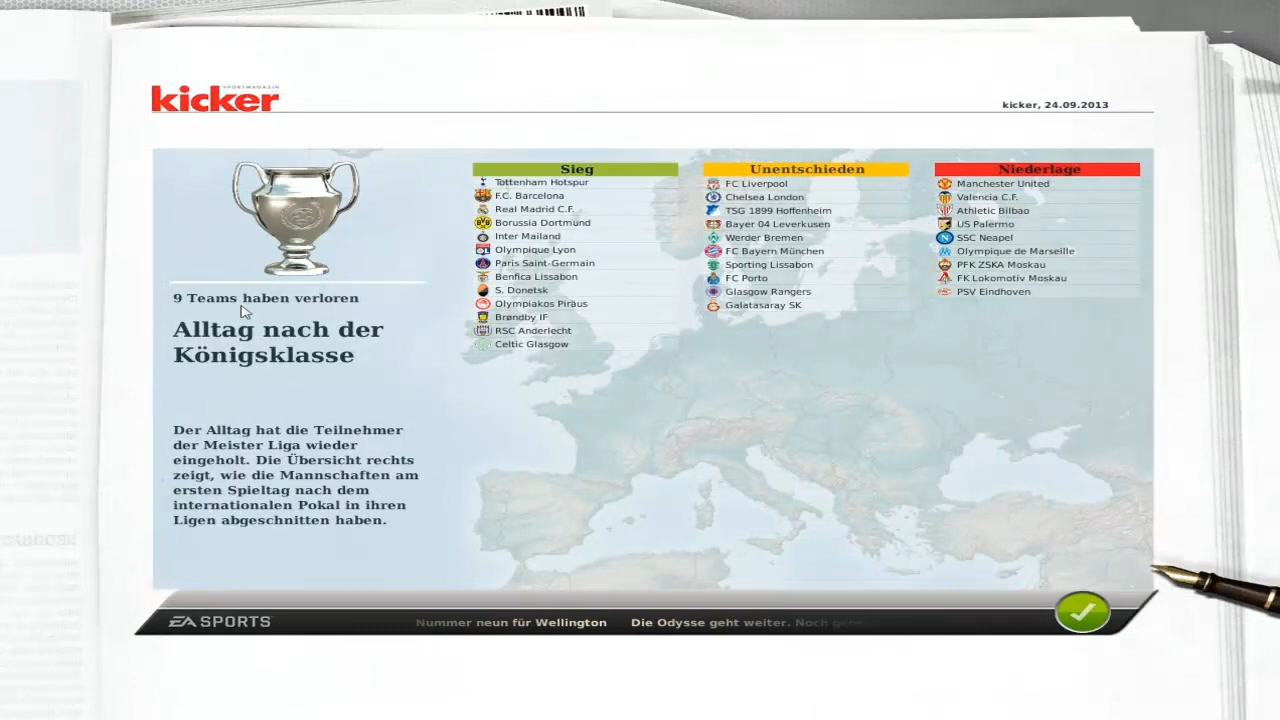 SPORTMAGAZIN
kicker
kicker, 24.09.2013
9 Teams haben verloren
Alltag nach der
Königsklasse
Der Alltag hat die Teilnehmer
der Meister Liga wieder
eingeholt. Die Übersicht rechts
zeigt, wie die Mannschaften am
ersten Spieltag nach dem
internationalen Pokal in ihren
Ligen abgeschnitten haben.
Sieg
Tottenham Hotspur
F.C. Barcelona
Real Madrid C.F.
Borussia Dortmund
Inter Mailand
Olympique Lyon
Paris Saint-Germain
Benfica Lissabon
S. Donetsk
Olympiakos Piräus
Brøndby IF
RSC Anderlecht
Celtic Glasgow
Unentschieden
FC Liverpool
Chelsea London
TSG 1899 Hoffenheim
Bayer 04 Leverkusen
Werder Bremen
FC Bayern München
Sporting Lissabon
FC Porto
Glasgow Rangers
Galatasaray SK
Niederlage
Manchester United
Valencia C.F.
Athletic Bilbao
US Palermo
SSC Neapel
Olympique de Marseille
PFK ZSKA Moskau
FK Lokomotiv Moskau
PSV Eindhoven
EA SPORTS
Nummer neun für Wellington Die Odysse geht weiter. Noch